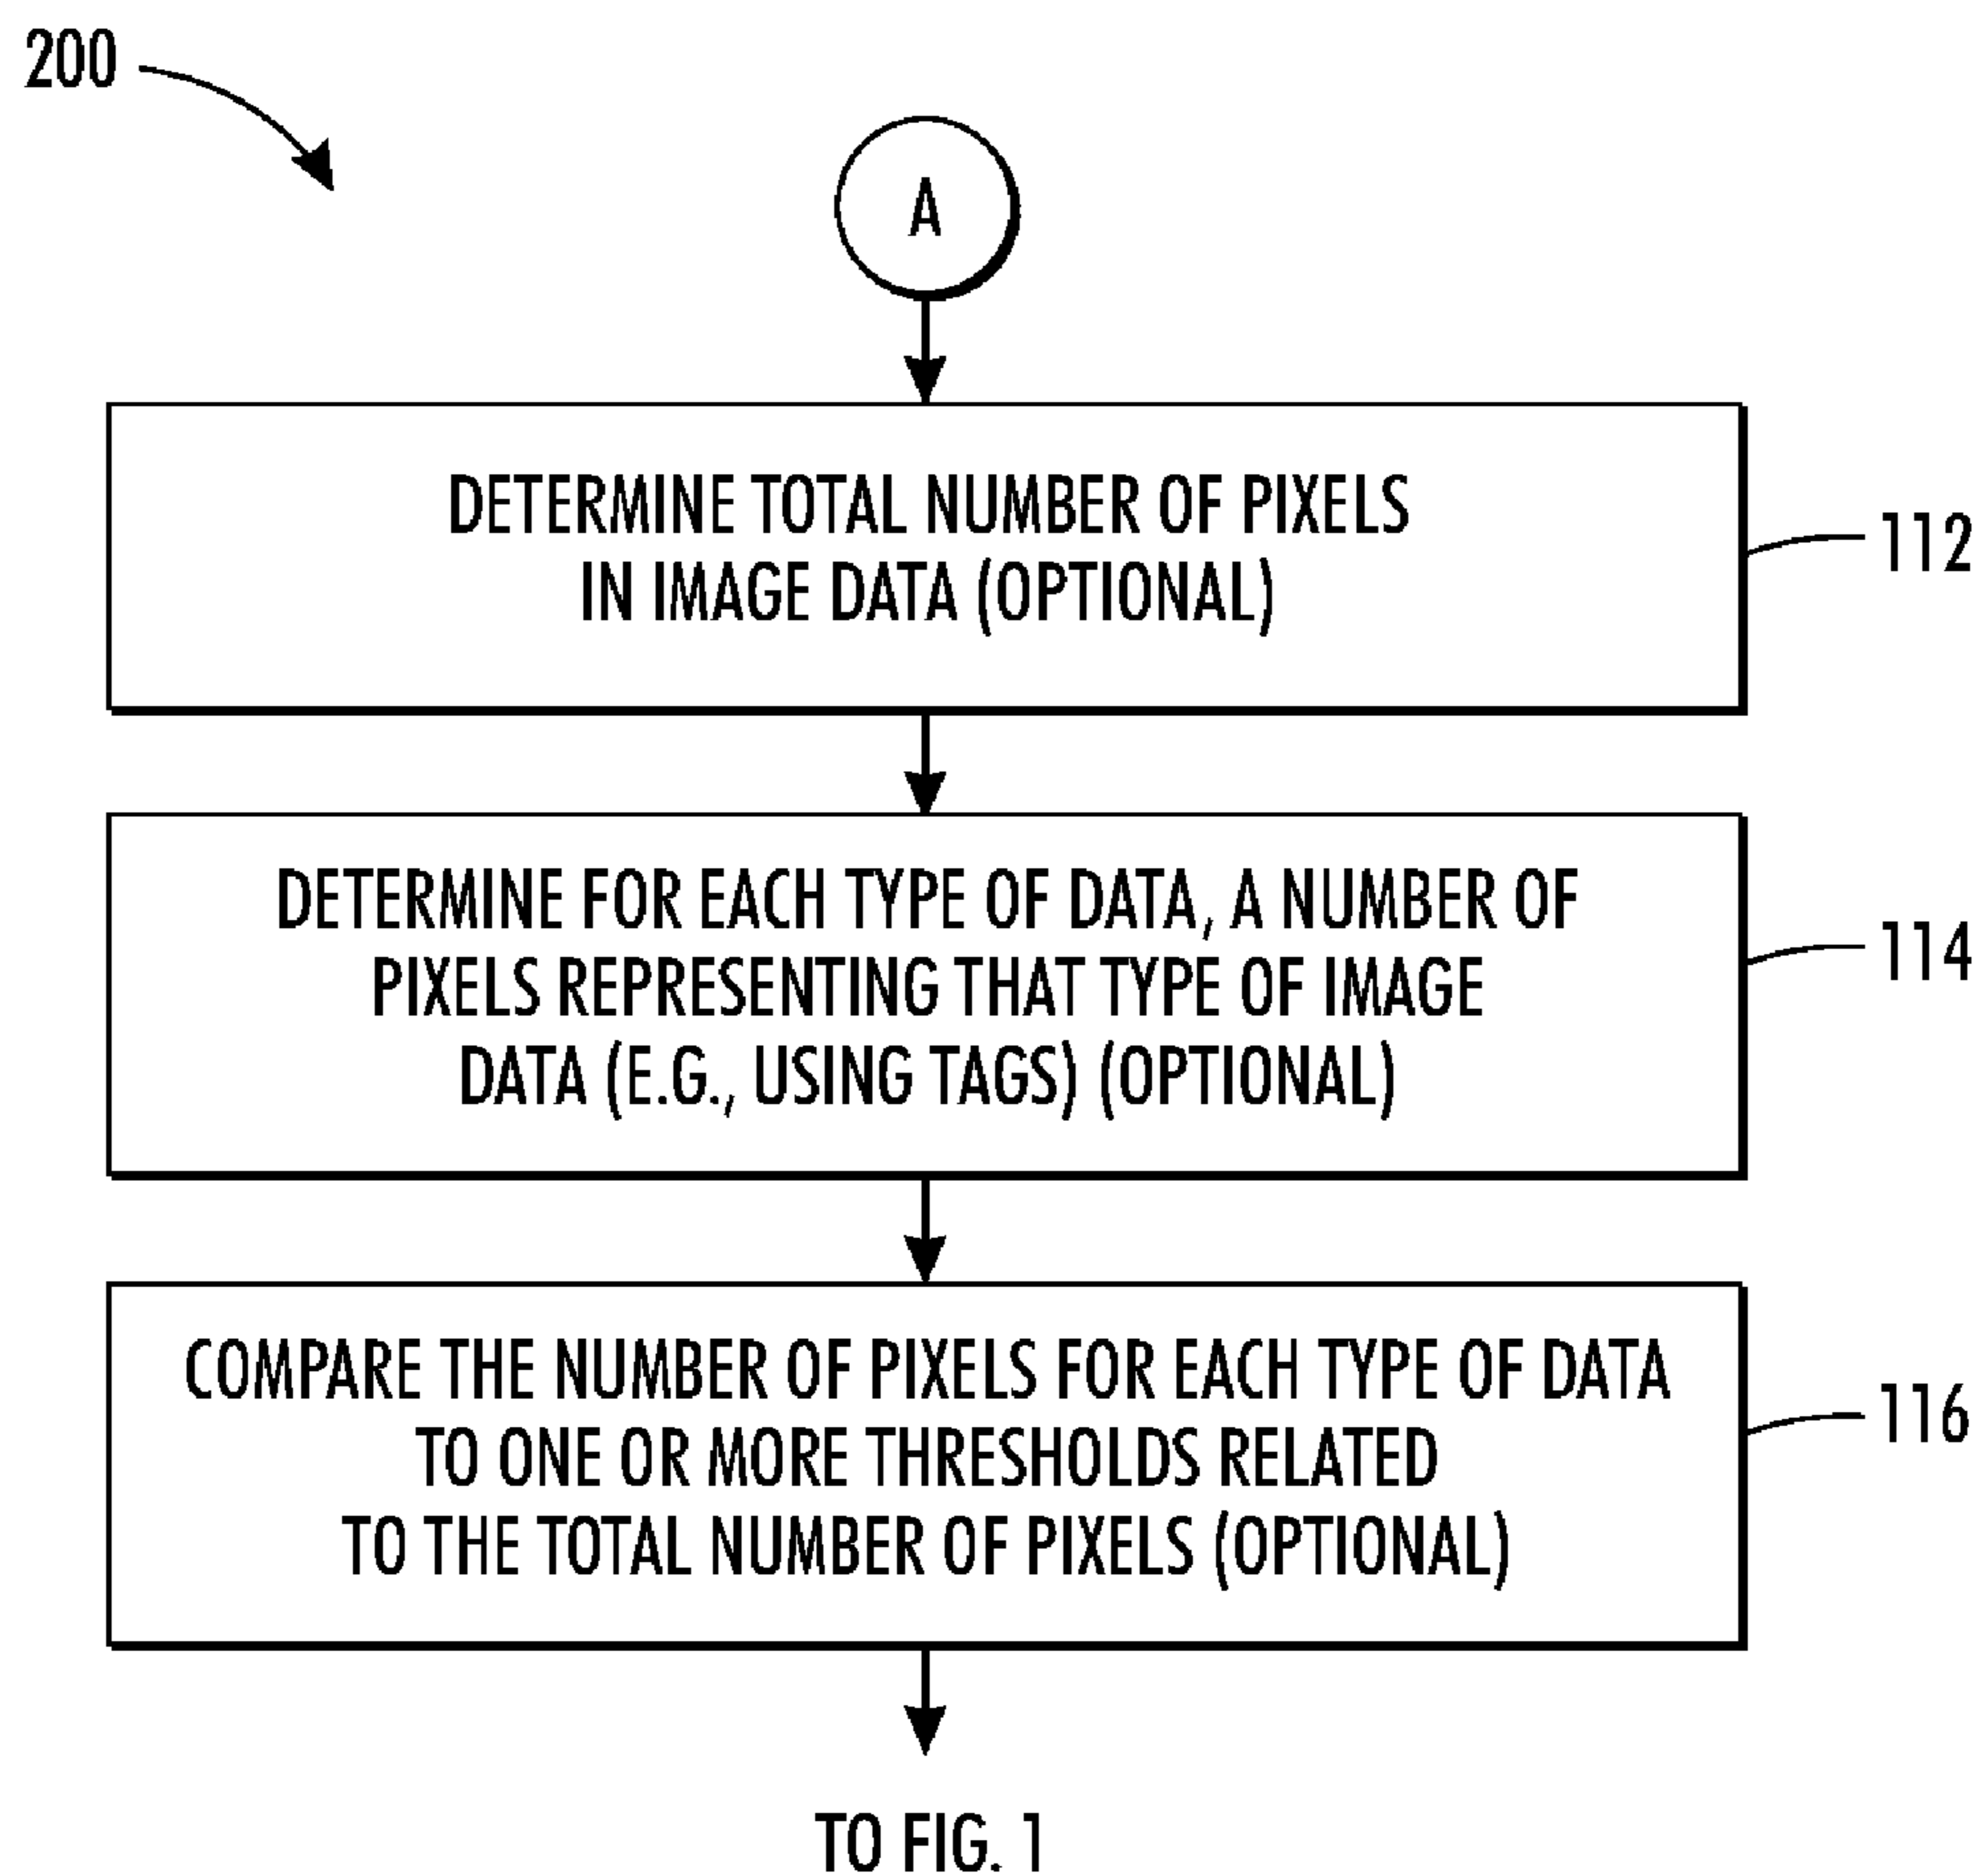 200
A
DETERMINE TOTAL NUMBER OF PIXELS
IN IMAGE DATA (OPTIONAL)
112
DETERMINE FOR EACH TYPE OF DATA, A NUMBER OF
PIXELS REPRESENTING THAT TYPE OF IMAGE
DATA (E.G., USING TAGS) (OPTIONAL)
114
COMPARE THE NUMBER OF PIXELS FOR EACH TYPE OF DATA
TO ONE OR MORE THRESHOLDS RELATED
TO THE TOTAL NUMBER OF PIXELS (OPTIONAL)
116
TO FIG. 1